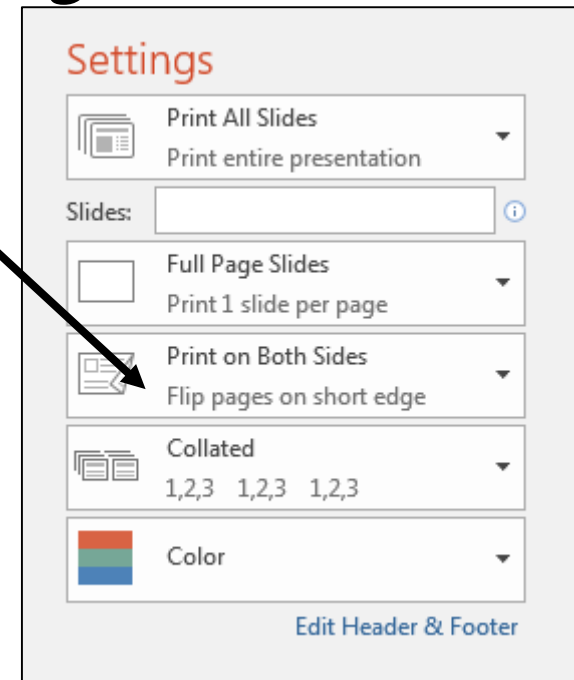 Settings
Print All Slides
Print entire presentation
Slides:
Full Page Slides
Print 1 slide per page
Print on Both Sides
Flip pages on short edge
Collated
1,2,3 1,2,3 1,2,3
Color
Edit Header & Footer